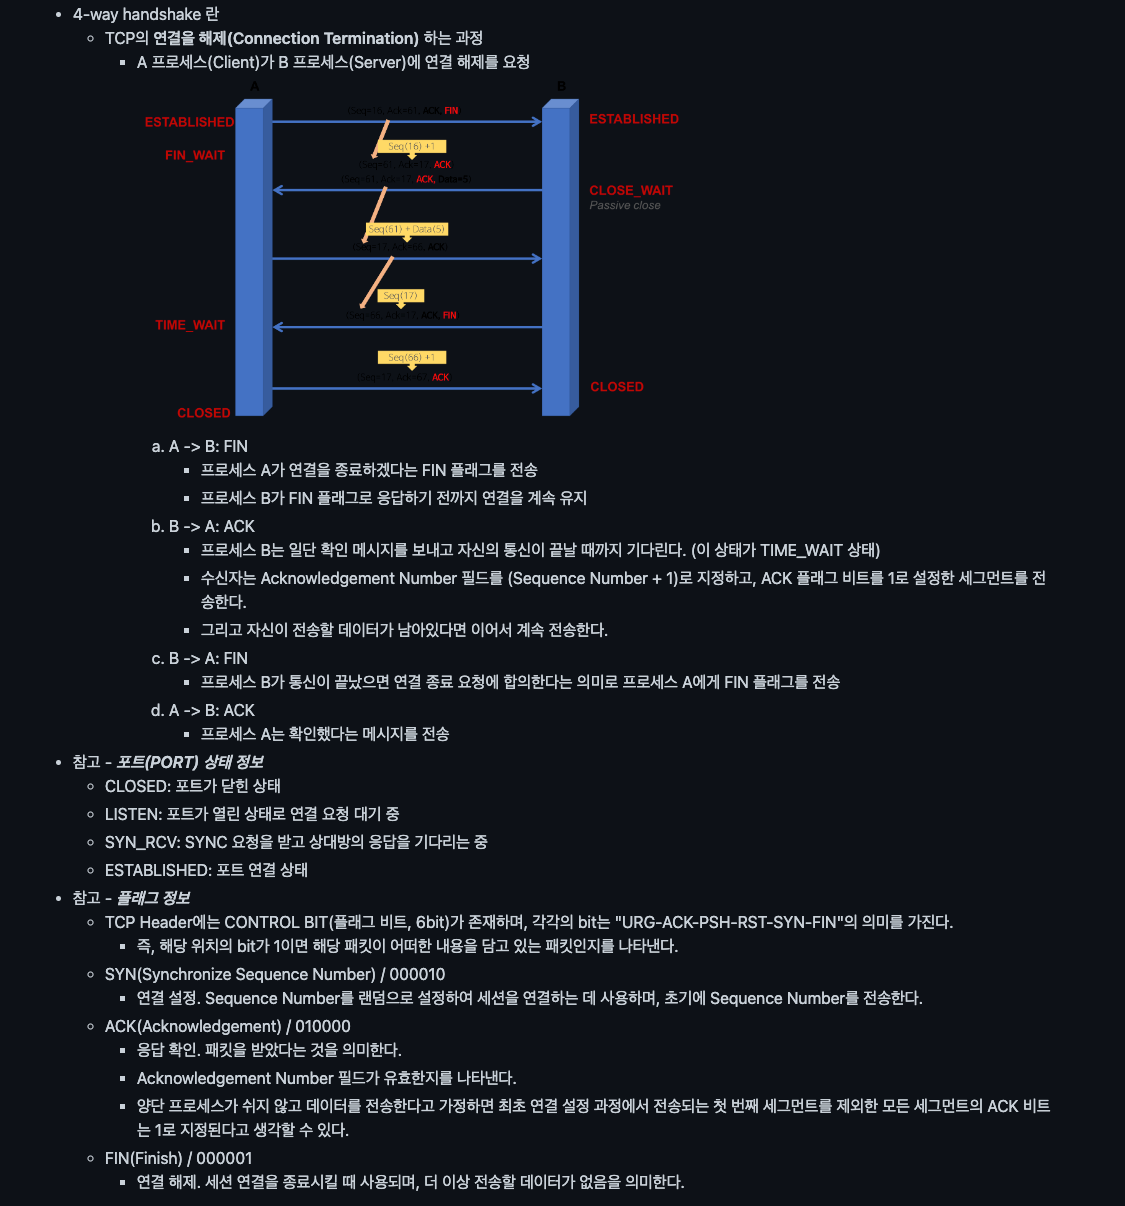 4-way handshake 란
TCP의 연결을 해제(Connection Termination) 하는 과정
A 프로세스(Client)가 B 프로세스(Server)에 연결 해제를 요청
A
B
(Seq=16, Ack=61, ACK, FIN)
ESTABLISHED
ESTABLISHED
Seq(16) +1
FIN_WAIT
ACK
(Seq=61, Ack=17, ACK, Data=5)
CLOSE_WAIT
Passive close
Seq(61) + Data(5)
ACK)
Seq(17)
(Seq=66, Ack=17, ACK, FIN)
TIME_WAIT
Seq(66) +1
ACK)
CLOSED
CLOSED
a. A -> B: FIN
프로세스 A가 연결을 종료하겠다는 FIN 플래그를 전송
프로세스 B가 FIN 플래그로 응답하기 전까지 연결을 계속 유지
b. B -> A: ACK
프로세스 B는 일단 확인 메시지를 보내고 자신의 통신이 끝날 때까지 기다린다. (이 상태가 TIME_WAIT 상태)
수신자는 Acknowledgement Number 필드를 (Sequence Number + 1)로 지정하고, ACK 플래그 비트를 1로 설정한 세그먼트를 전
송한다.
그리고 자신이 전송할 데이터가 남아있다면 이어서 계속 전송한다.
c. B -> A: FIN
프로세스 B가 통신이 끝났으면 연결 종료 요청에 합의한다는 의미로 프로세스 A에게 FIN 플래그를 전송
d. A -> B: ACK
프로세스 A는 확인했다는 메시지를 전송
참고 - 포트(PORT) 상태 정보
CLOSED: 포트가 닫힌 상태
LISTEN: 포트가 열린 상태로 연결 요청 대기 중
SYN_RCV: SYNC 요청을 받고 상대방의 응답을 기다리는 중
ESTABLISHED: 포트 연결 상태
참고 - 플래그 정보
TCP Header에는 CONTROL BIT(플래그 비트, 6bit)가 존재하며, 각각의 bit는 "URG-ACK-PSH-RST-SYN-FIN"의 의미를 가진다.
즉, 해당 위치의 bit가 1이면 해당 패킷이 어떠한 내용을 담고 있는 패킷인지를 나타낸다.
SYN(Synchronize Sequence Number) / 000010
연결 설정. Sequence Number를 랜덤으로 설정하여 세션을 연결하는 데 사용하며, 초기에 Sequence Number를 전송한다.
ACK(Acknowledgement) / 010000
응답 확인. 패킷을 받았다는 것을 의미한다.
Acknowledgement Number 필드가 유효한지를 나타낸다.
양단 프로세스가 쉬지 않고 데이터를 전송한다고 가정하면 최초 연결 설정 과정에서 전송되는 첫 번째 세그먼트를 제외한 모든 세그먼트의 ACK 비트
는 1로 지정된다고 생각할 수 있다.
FIN(Finish) / 000001
연결 해제. 세션 연결을 종료시킬 때 사용되며, 더 이상 전송할 데이터가 없음을 의미한다.